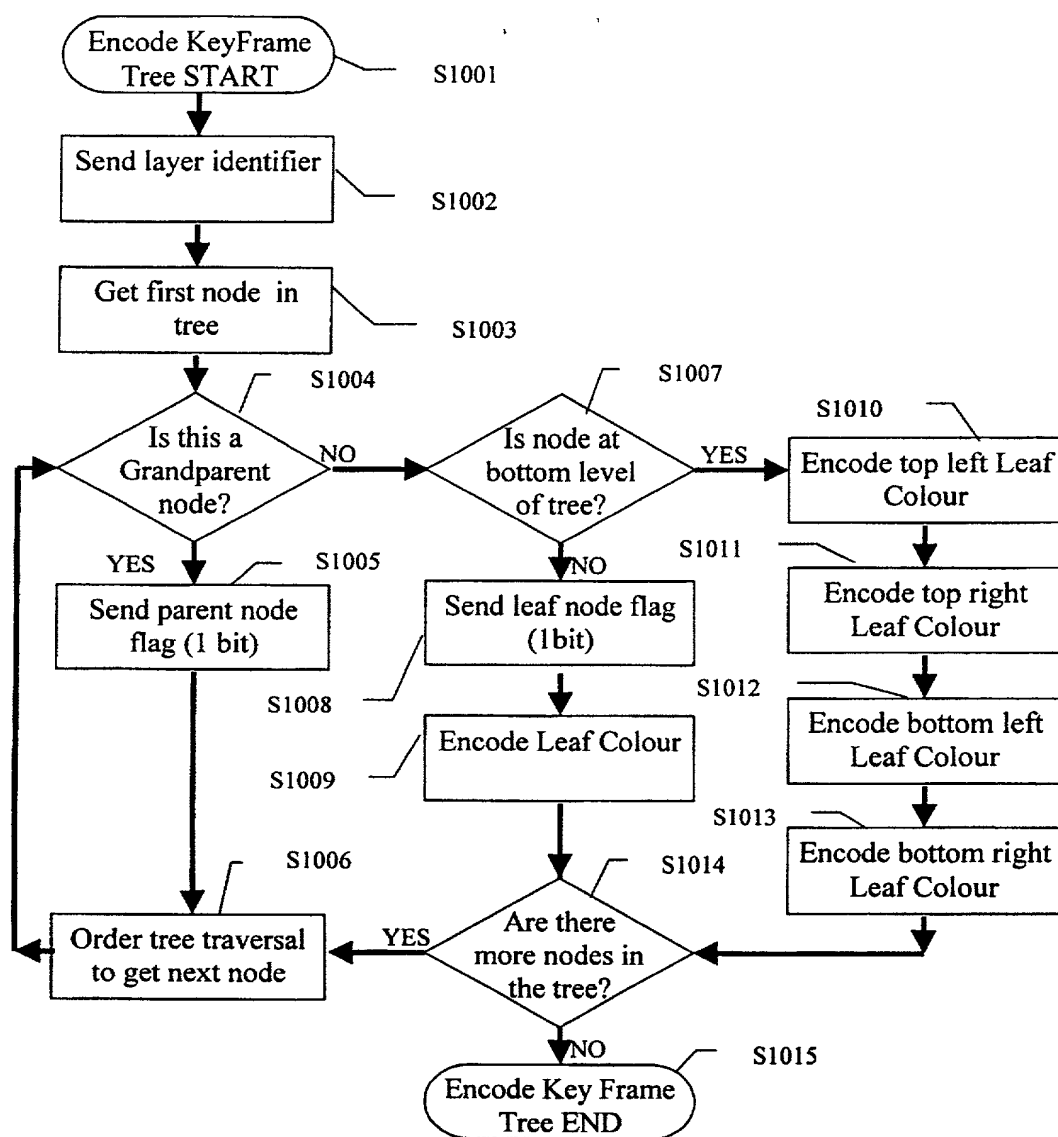 Encode KeyFrame
Tree START
S1001
Send layer identifier
S1002
Get first node in
tree
S1003
S1004
Is this a
Grandparent
node?
NO
YES
S1005
Send parent node
flag (1 bit)
S1006
Order tree traversal
to get next node
S1007
Is node at
bottom level
of tree?
YES
NO
Send leaf node flag
(1bit)
S1008
Encode Leaf Colour
S1009
S1010
Encode top left Leaf
Colour
S1011
Encode top right
Leaf Colour
S1012
Encode bottom left
Leaf Colour
S1013
Encode bottom right
Leaf Colour
S1014
Are there
more nodes in
the tree?
YES
NO
S1015
Encode Key Frame
Tree END